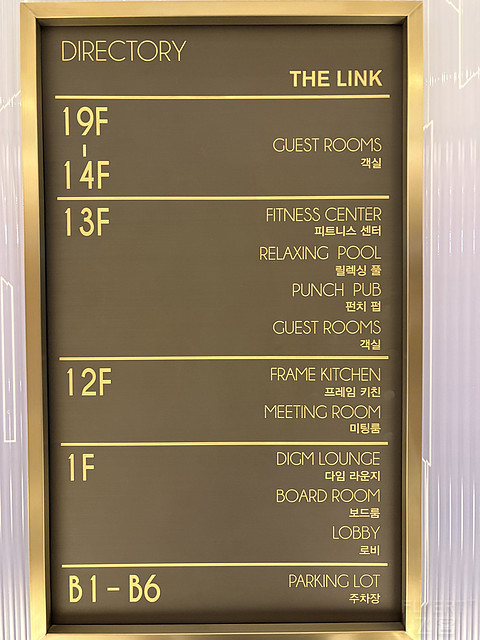 DIRECTORY
THE LINK
19F
-
14F
GUEST ROOMS
객실
13F
FITNESS CENTER
피트니스 센터
RELAXING POOL
릴렉싱 풀
PUNCH PUB
펀치 펍
GUEST ROOMS
객실
12F
FRAME KITCHEN
프레임 키친
MEETING ROOM
미팅룸
1F
DIGM LOUNGE
다임 라운지
BOARD ROOM
보드룸
LOBBY
로비
B1-B6
PARKING LOT
주차장